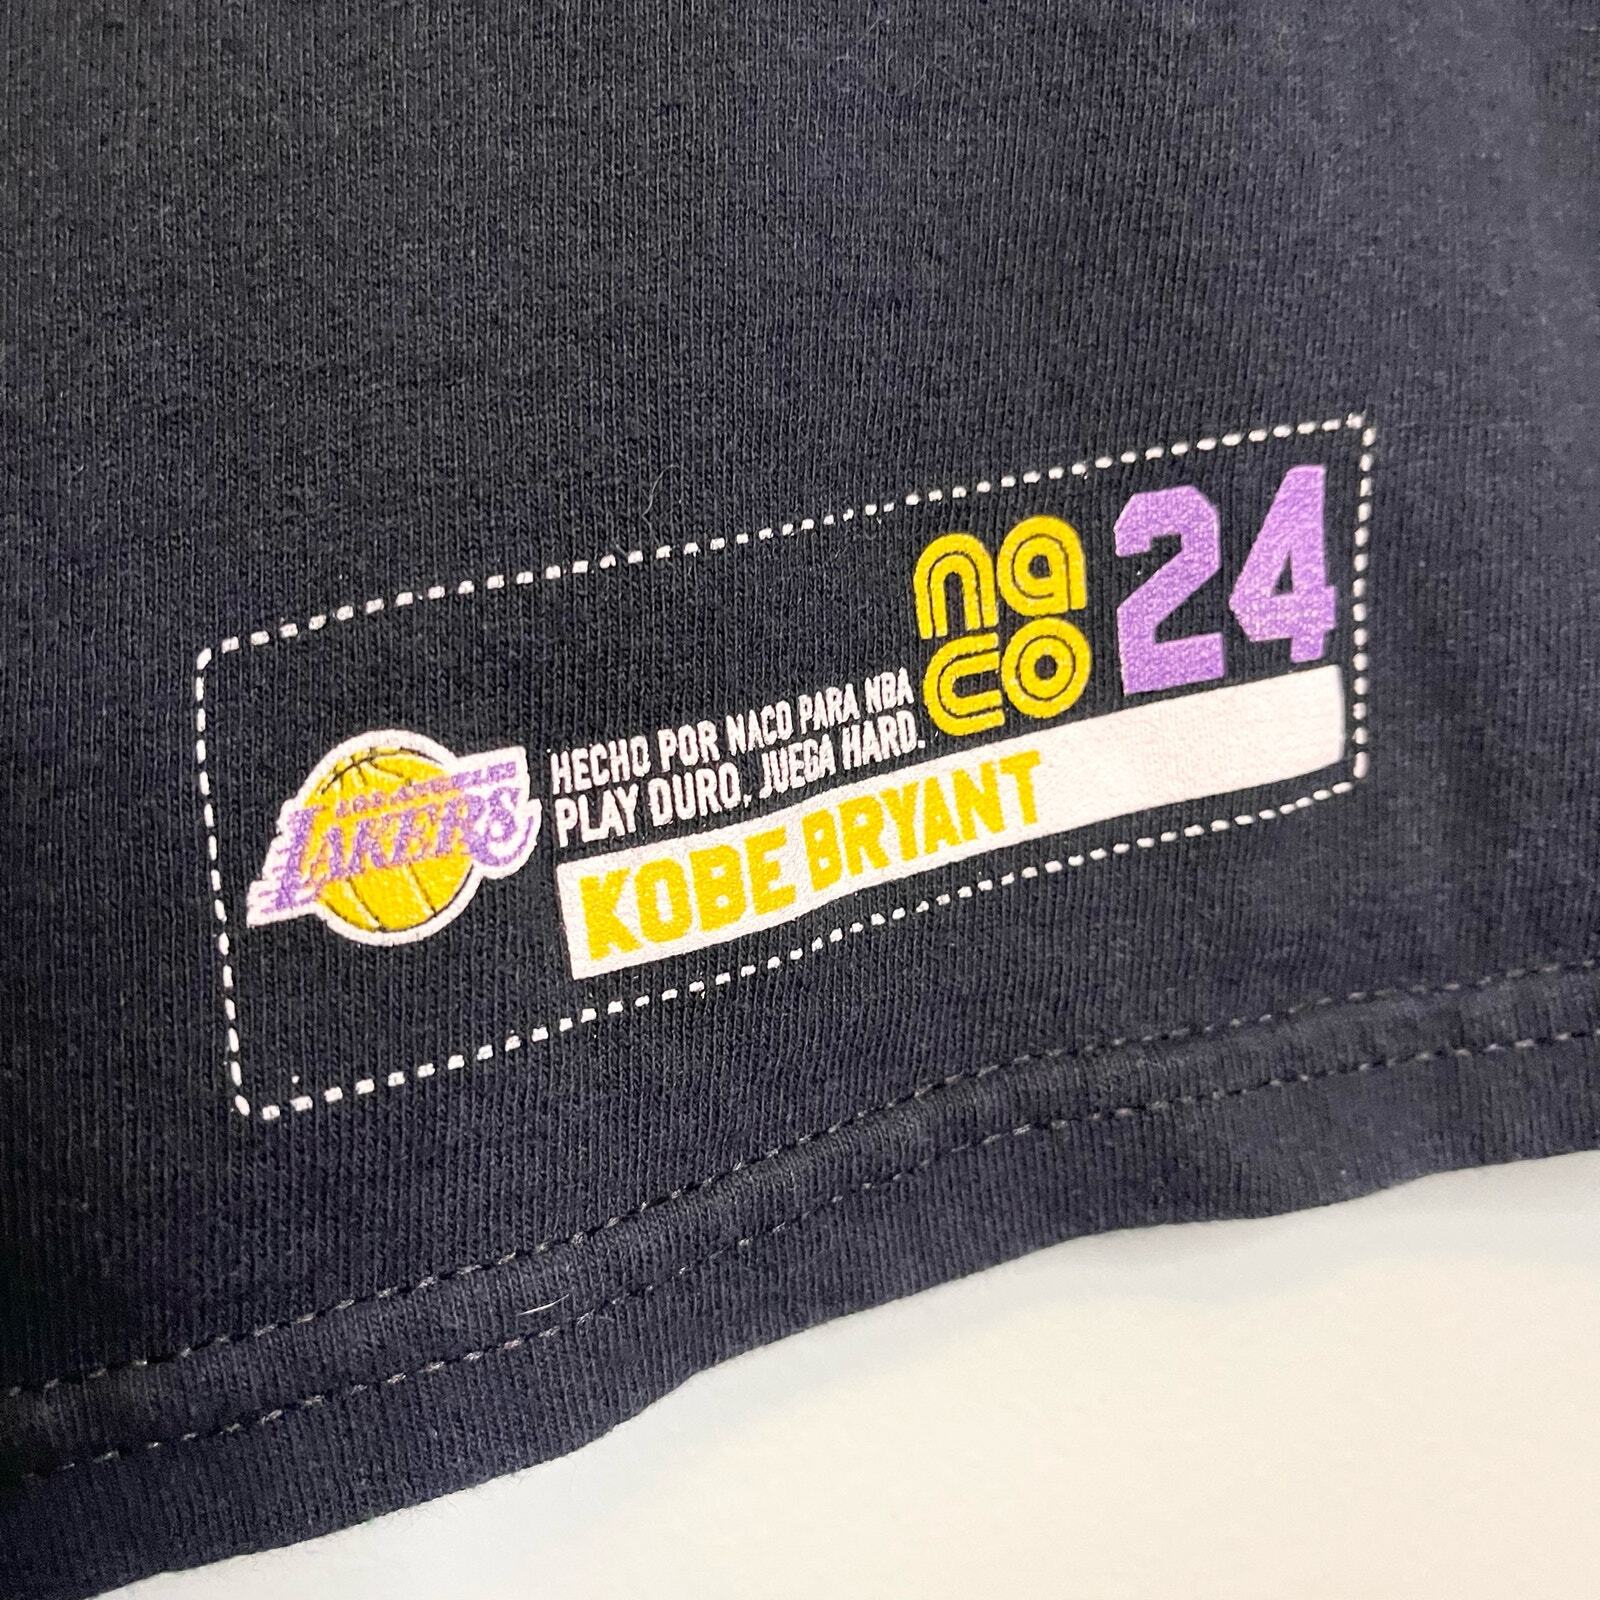 LOS ANGELES
LAKERS
HECHO POR NACO PARA NBA
PLAY DURO. JUEGA HARD.
na
co
24
KOBE BRYANT